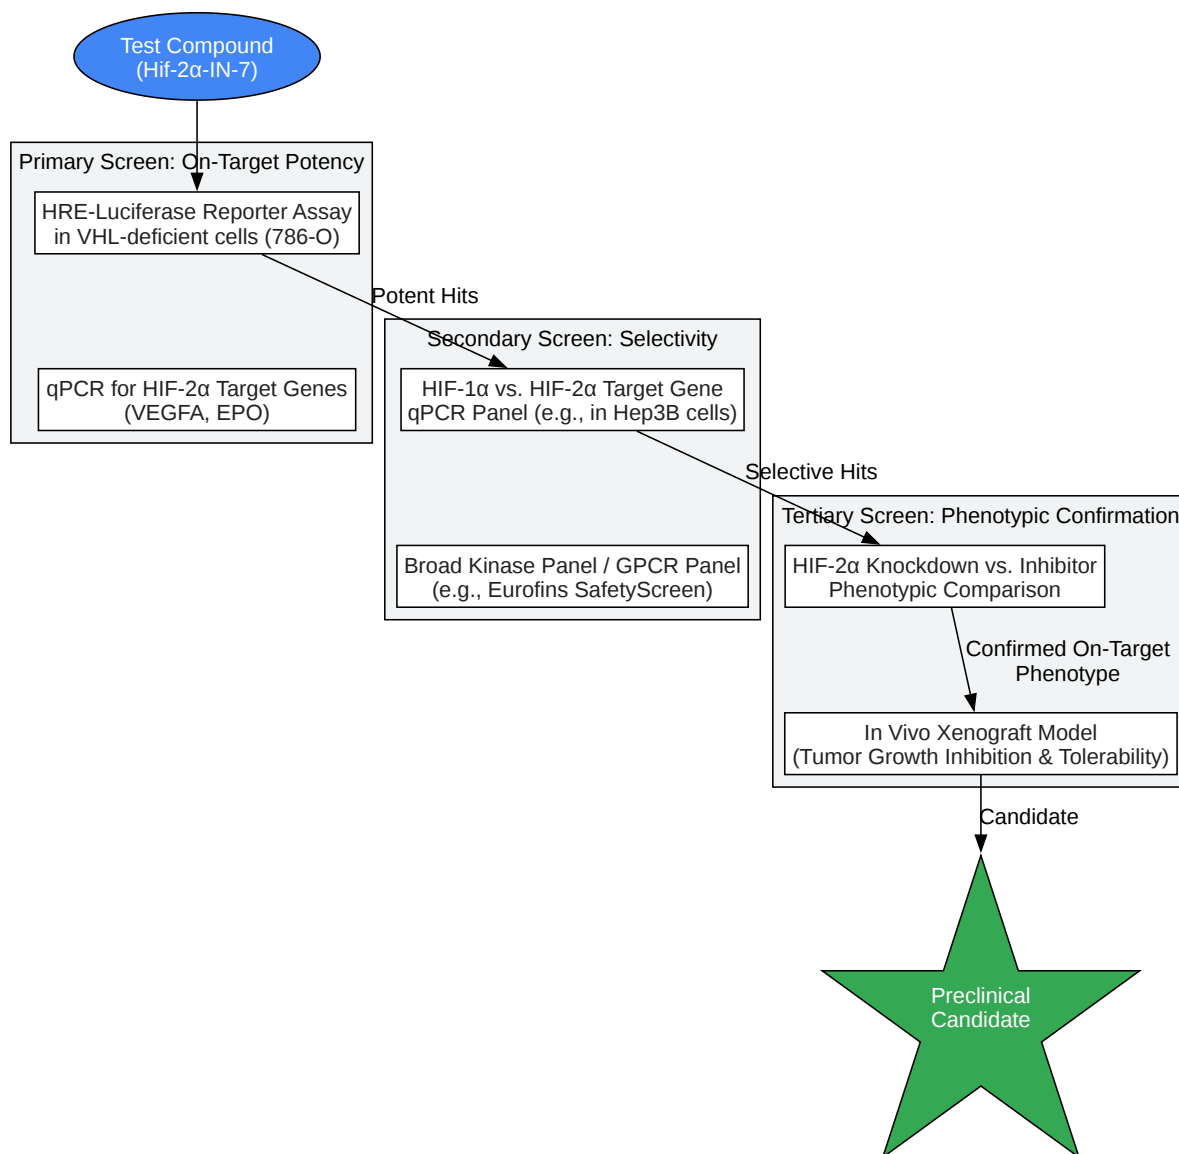 Test Compound
(Hif-2α-IN-7)
Primary Screen: On-Target Potency
HRE-Luciferase Reporter Assay
in VHL-deficient cells (786-O)
Potent Hits
qPCR for HIF-2α Target Genes
(VEGFA, EPO)
Secondary Screen: Selectivity
HIF-1α vs. HIF-2α Target Gene
qPCR Panel (e.g., in Hep3B cells)
Selective Hits
Broad Kinase Panel / GPCR Panel
(e.g., Eurofins SafetyScreen)
Tertiary Screen: Phenotypic Confirmation
HIF-2α Knockdown vs. Inhibitor
Phenotypic Comparison
Confirmed On-Target
Phenotype
In Vivo Xenograft Model
(Tumor Growth Inhibition & Tolerability)
Candidate
Preclinical
Candidate